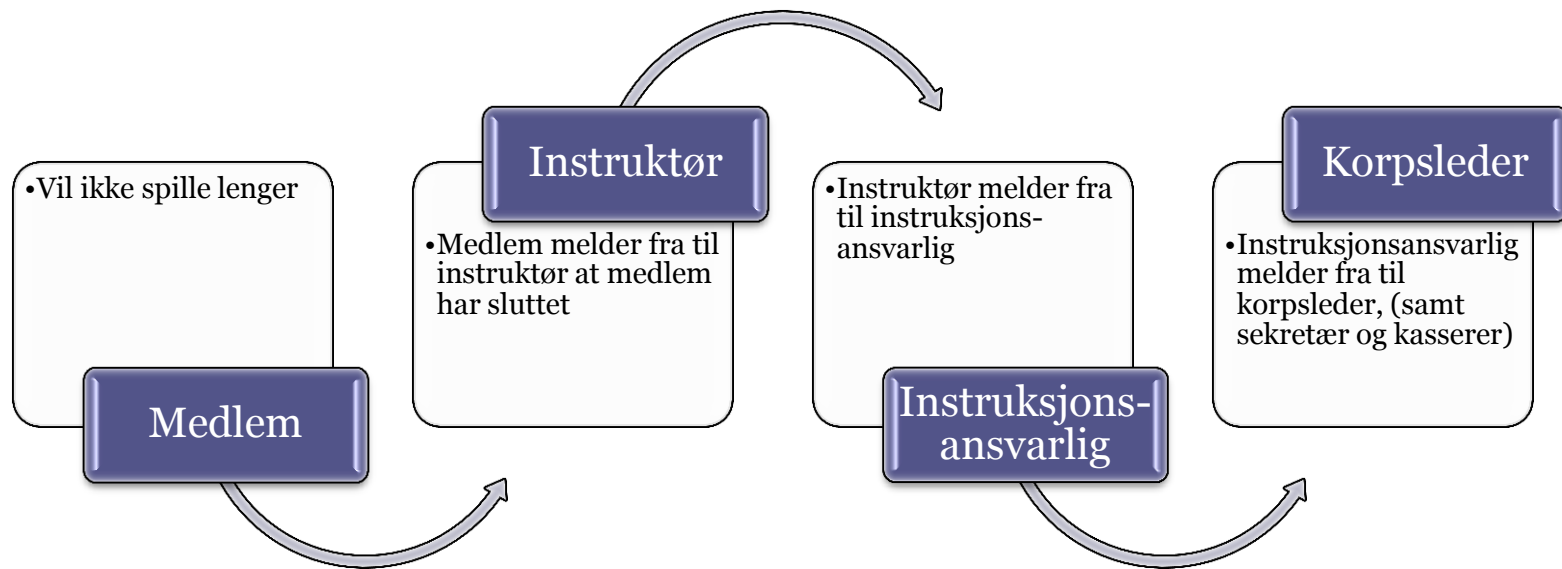 •Vil ikke spille lenger
Medlem
Instruktør
•Medlem melder fra til
instruktør at medlem
har sluttet
•Instruktør melder fra
til instruksjons-
ansvarlig
Instruksjons-
ansvarlig
Korpsleder
•Instruksjonsansvarlig
melder fra til
korpsleder, (samt
sekretær og kasserer)